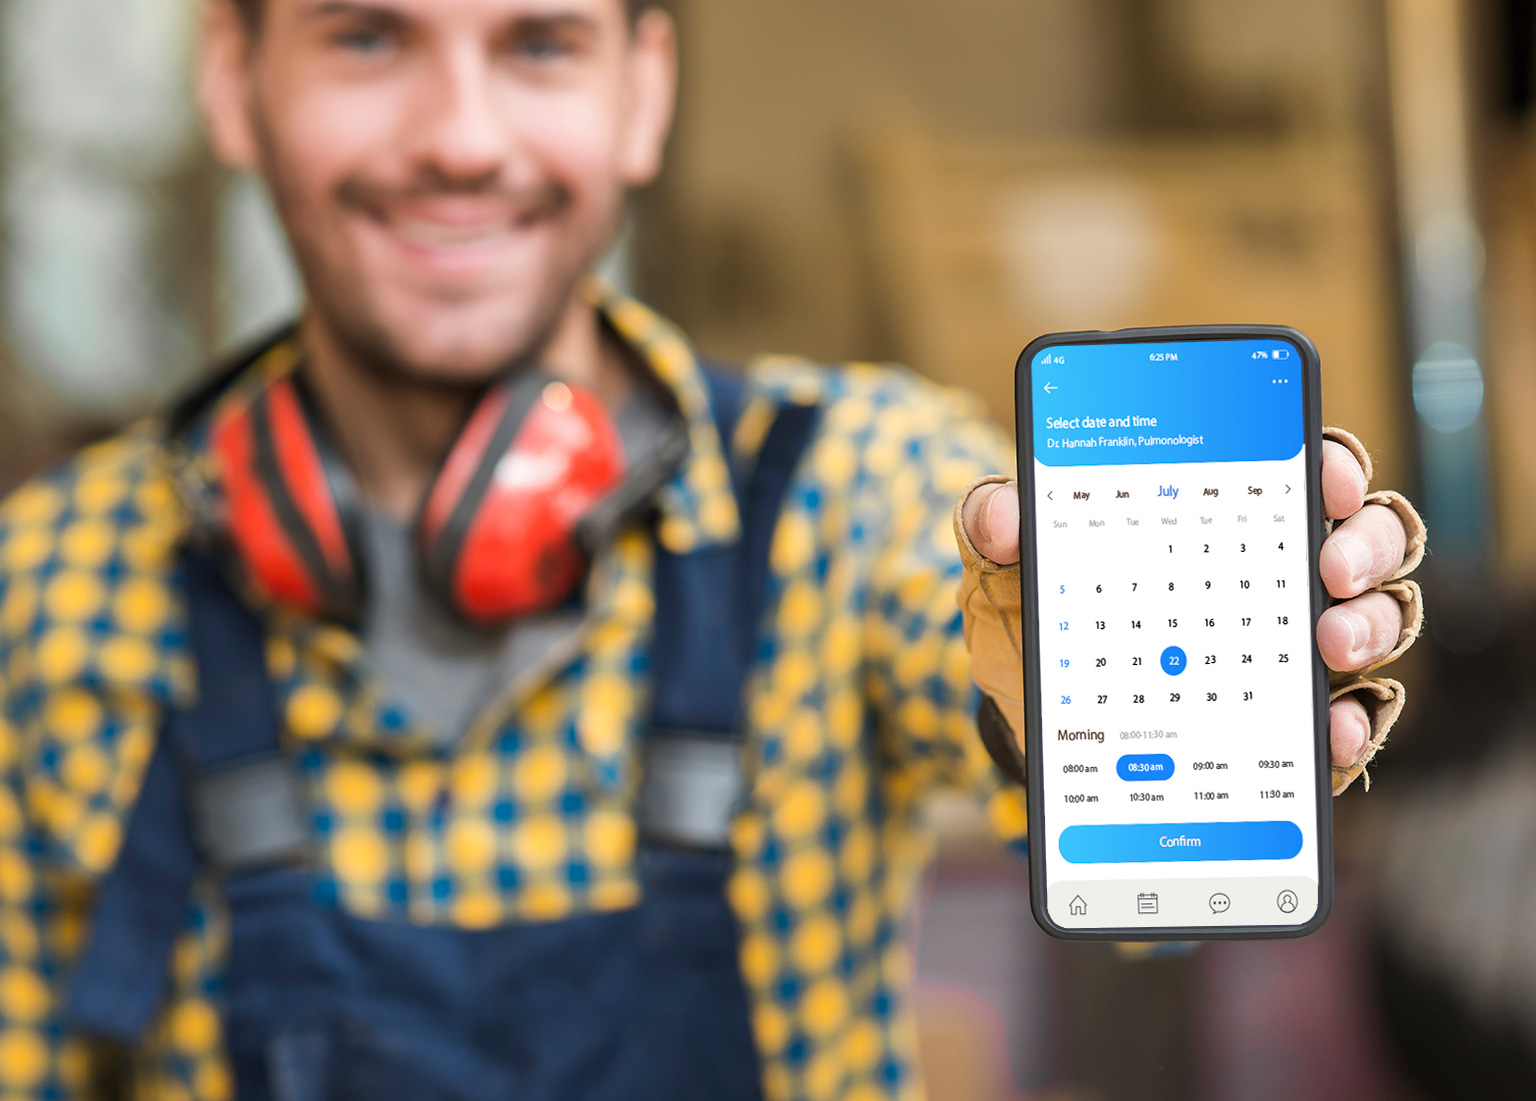 4G 6:25 PM 47%
Select date and time
Dr. Hannah Franklin, Pulmonologist
May Jun July Aug Sep
Sun Mon Tue Wed Tue Fri Sat
1 2 3 4
5 6 7 8 9 10 11
12 13 14 15 16 17 18
19 20 21 22 23 24 25
26 27 28 29 30 31
Morning 08:00-11:30 am
08:00 am 08:30 am 09:00 am 09:30 am
10:00 am 10:30 am 11:00 am 11:30 am
Confirm